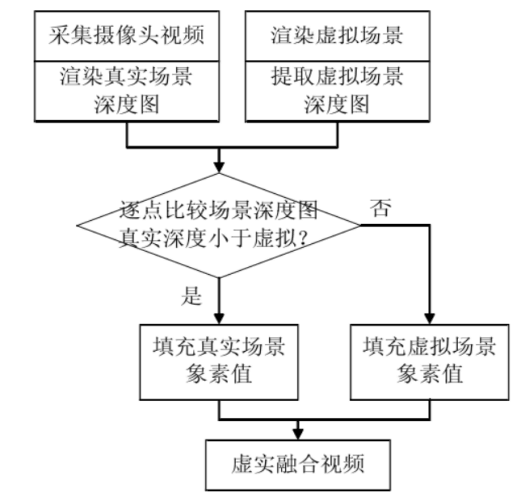 采集摄像头视频
渲染真实场景
深度图
渲染虚拟场景
提取虚拟场景
深度图
逐点比较场景深度图
真实深度小于虚拟？
否
是
填充真实场景
象素值
填充虚拟场景
象素值
虚实融合视频